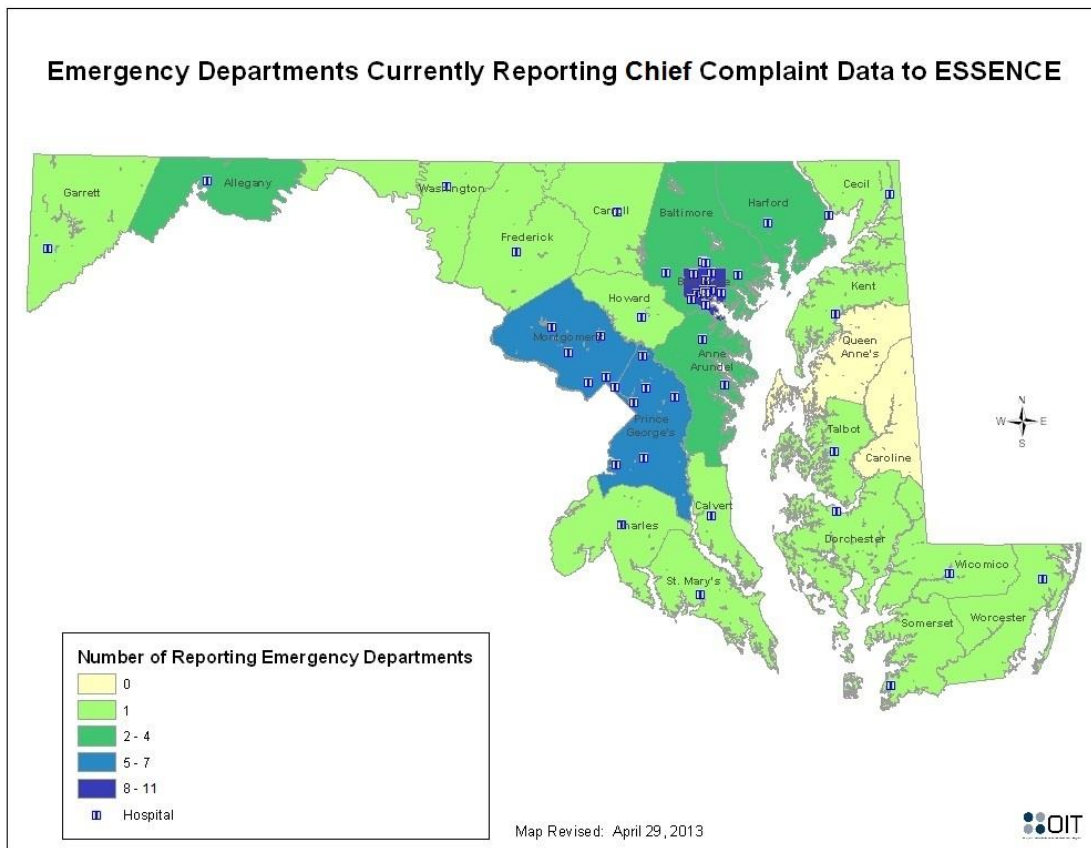 Emergency Departments Currently Reporting Chief Complaint Data to ESSENCE
Garrett
Allegany
Washington
Frederick
Carroll
Baltimore
Harford
Cecil
Howard
Kent
Montgomery
Anne
Arundel
Queen
Anne's
Prince
George's
Talbot
Caroline
Calvert
Charles
Dorchester
St. Mary's
Wicomico
Somerset
Worcester
N
W
E
S
Number of Reporting Emergency Departments
0
1
2 - 4
5 - 7
8 - 11
Hospital
Map Revised: April 29, 2013
OIT